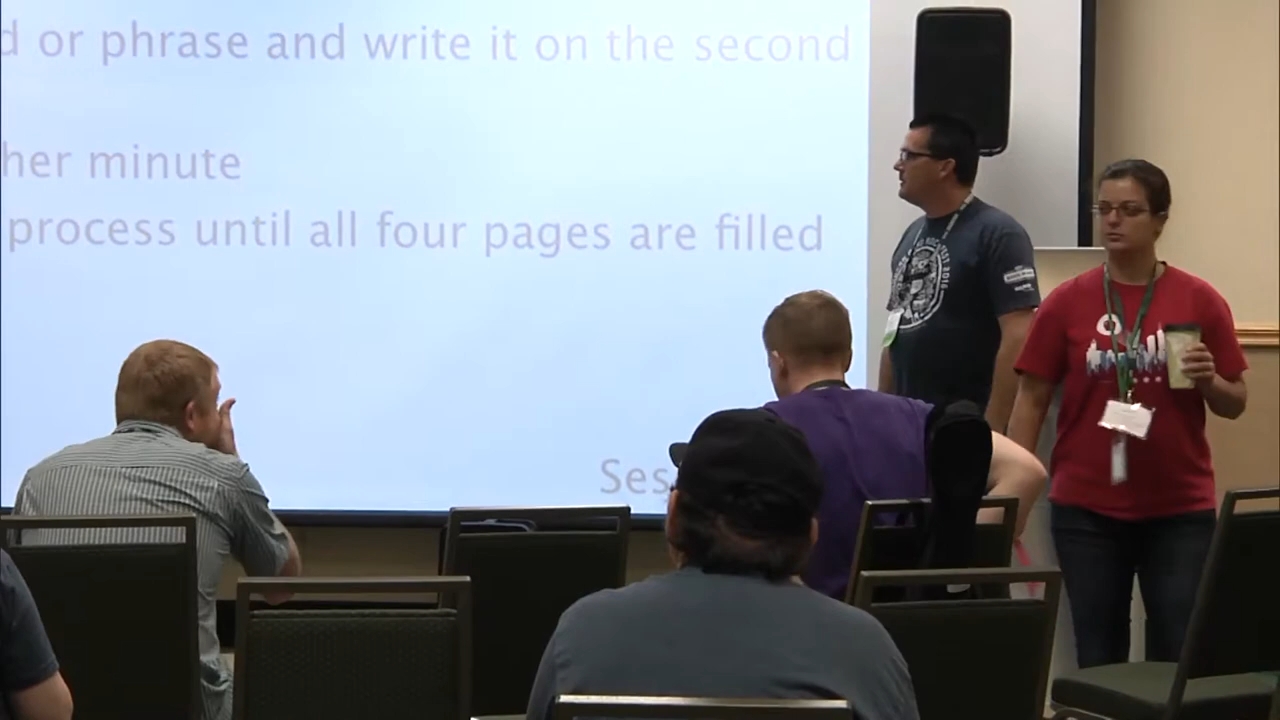 d or phrase and write it on the second
her minute
process until all four pages are filled
Ses